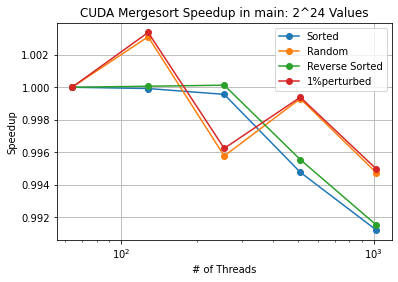 CUDA Mergesort Speedup in main: 2^24 Values
Sorted
Random
Reverse Sorted
1%perturbed
1.002
1.000
0.998
0.996
0.994
0.992
Speedup
10^2
10^3
# of Threads